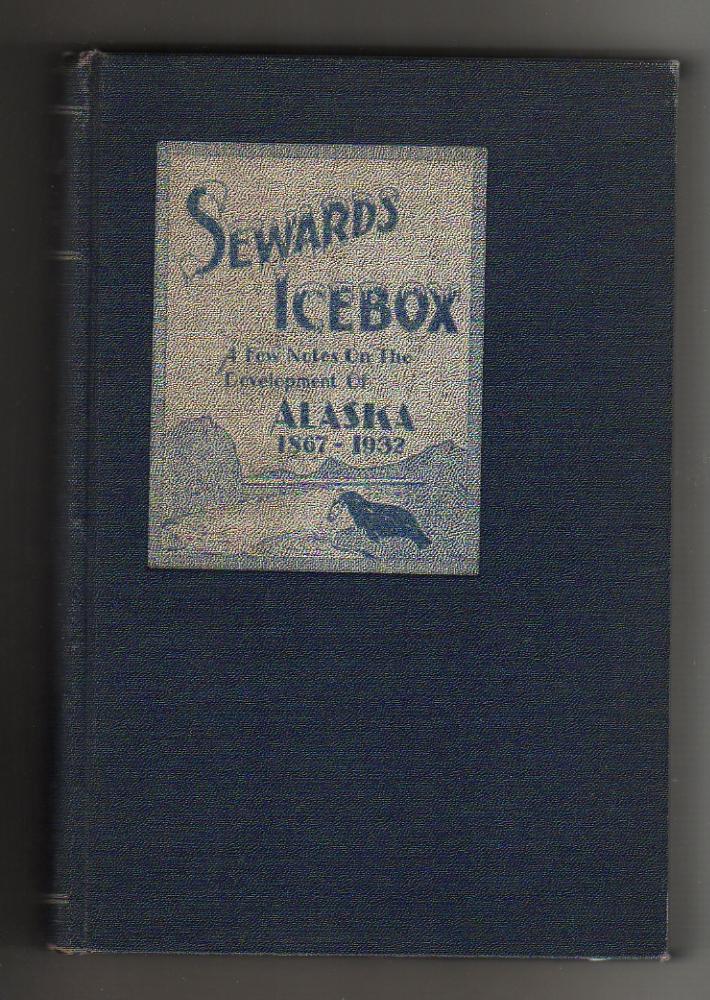 SEWARDS
ICEBOX
A Few Notes On The
Development Of
ALASKA
1867-1932